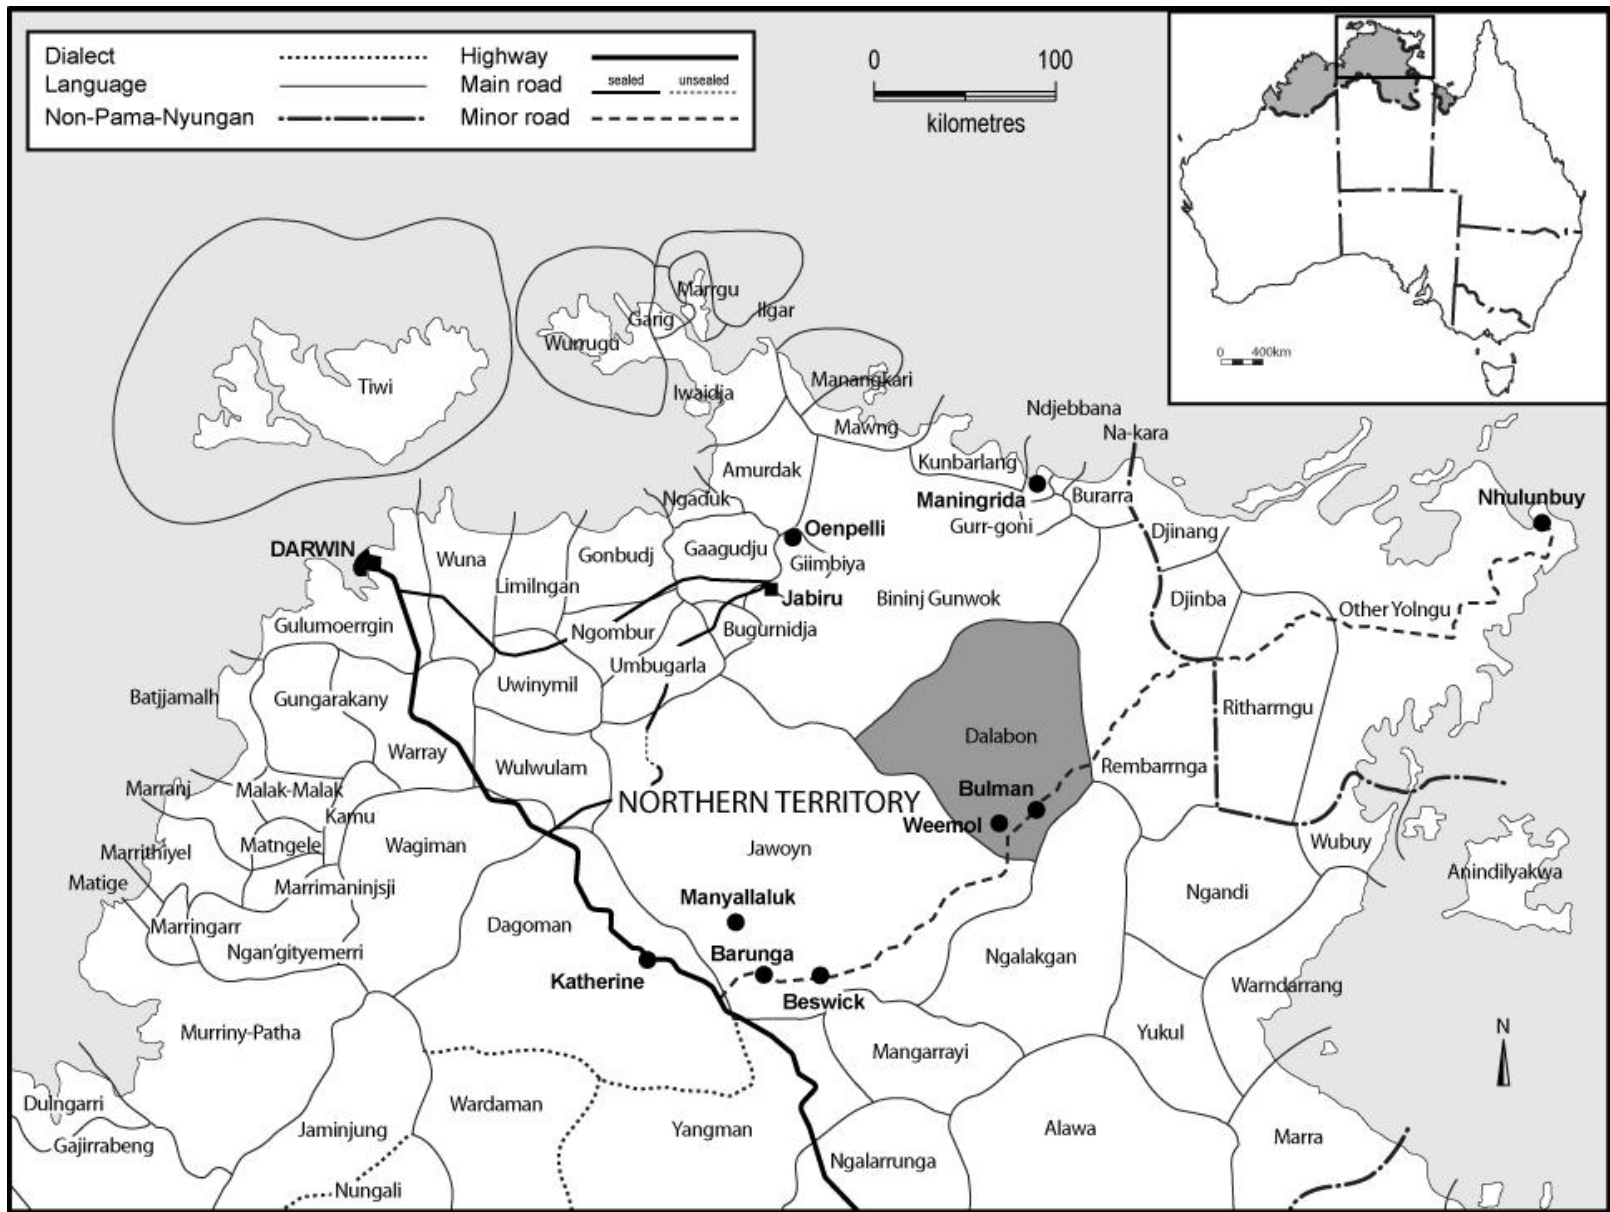 Dialect
Highway
Language
Main road
sealed
unsealed
Non-Pama-Nyungan
Minor road
0
100
kilometres
0
400km
Marrgu
Ilgar
Garig
Wurrugu
Tiwi
Manangkari
Iwaidja
Ndjebbana
Mawng
Na-kara
Kunbarlang
Amurdak
Maningrida
Burarra
Ngaduk
Nhulunbuy
Oenpelli
Gurr-goni
Djinang
DARWIN
Wuna
Gonbudj
Gaagudju
Giimbiya
Limilngan
Jabiru
Bininj Gunwok
Djinba
Other Yolngu
Gulumoerrgin
Ngombur
Bugurnidja
Umbugarla
Uwinymil
Batjjamalh
Gungarakany
Ritharrngu
Dalabon
Warray
Wulwulam
Rembarrnga
Marranj
Malak-Malak
Bulman
NORTHERN TERRITORY
Kamu
Weemol
Matngele
Wagiman
Jawoyn
Wubuy
Marrithiyel
Anindilyakwa
Matige
Marrimaninjsji
Ngandi
Manyallaluk
Marringarr
Dagoman
Ngan'gityemerri
Barunga
Ngalakgan
Katherine
Warndarrang
Beswick
Murriny-Patha
Yukul
N
Mangarrayi
Dulngarri
Wardaman
Jaminjung
Yangman
Alawa
Marra
Gajirrabeng
Ngalarrunga
Nungali